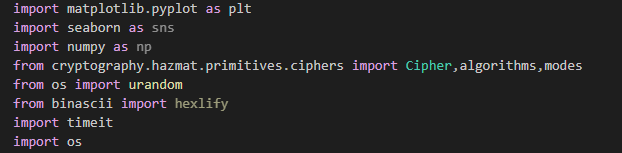 import matplotlib.pyplot as plt
import seaborn as sns
import numpy as np
from cryptography.hazmat.primitives.ciphers import Cipher,algorithms,modes
from os import urandom
from binascii import hexlify
import timeit
import os